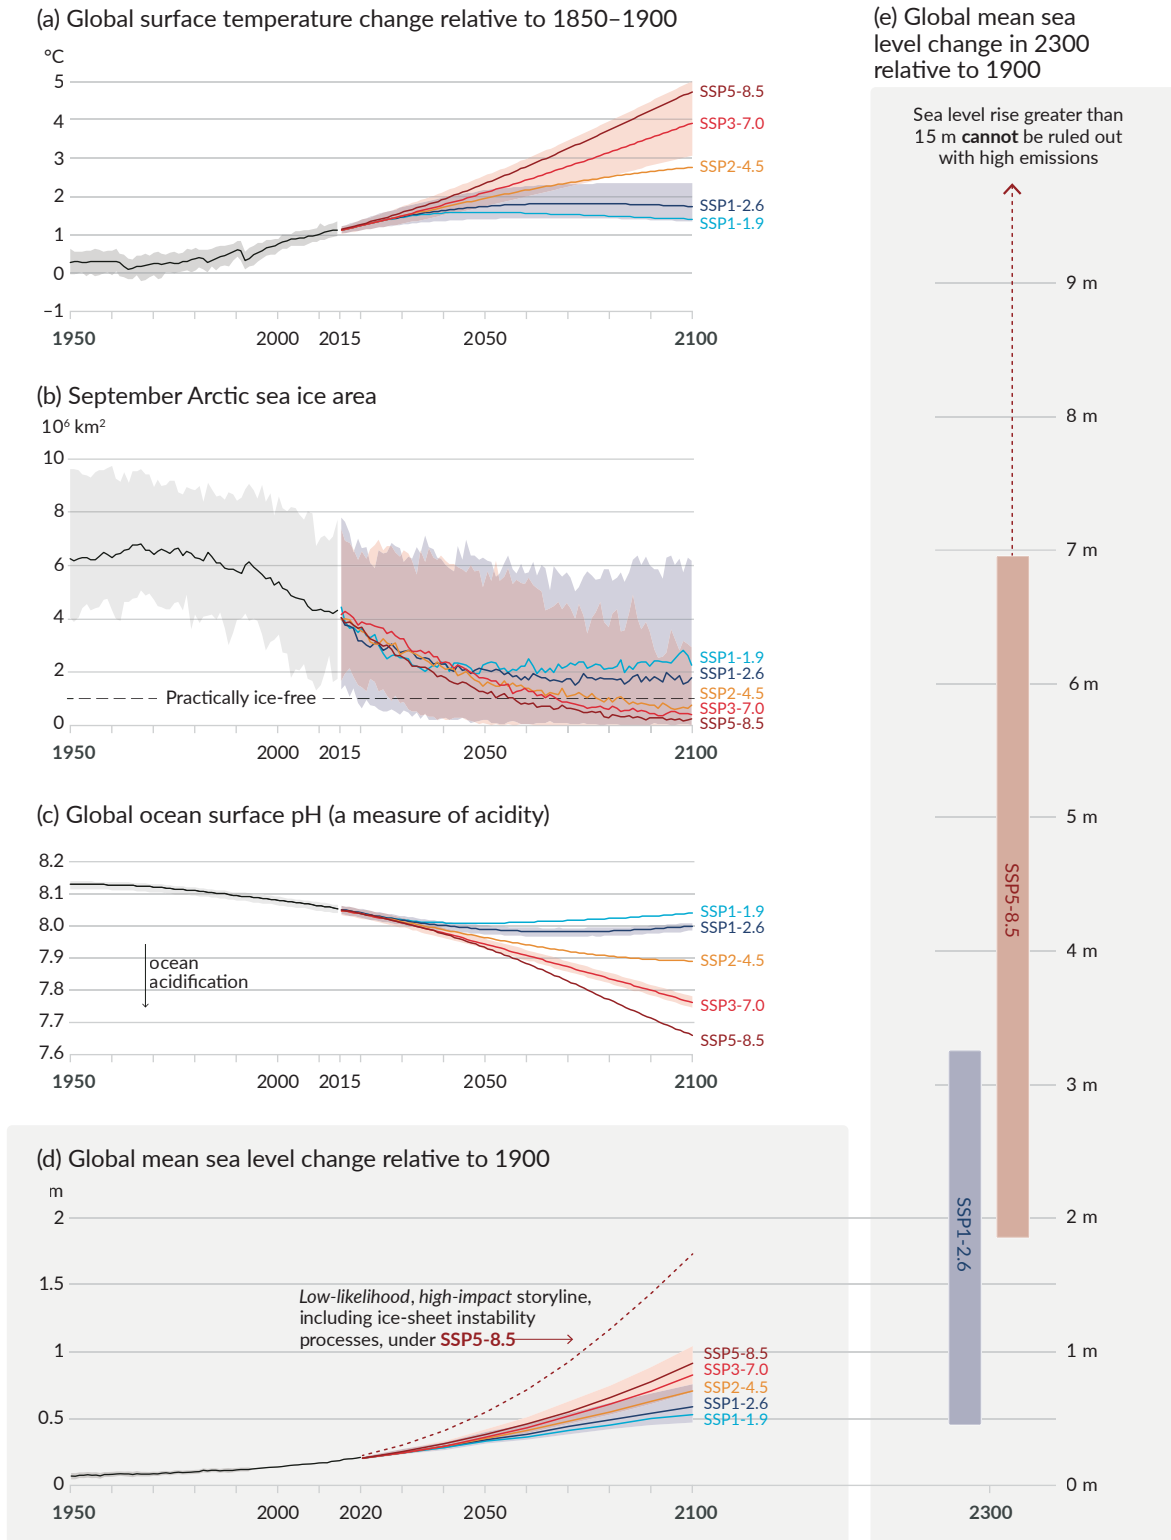 (a) Global surface temperature change relative to 1850–1900
°C
5
4
3
2
1
0
–1
SSP5-8.5
SSP3-7.0
SSP2-4.5
SSP1-2.6
SSP1-1.9
1950
2000
2015
2050
2100
(b) September Arctic sea ice area
10⁶ km²
10
8
6
4
2
0
Practically ice-free
SSP1-1.9
SSP1-2.6
SSP2-4.5
SSP3-7.0
SSP5-8.5
1950
2000
2015
2050
2100
(c) Global ocean surface pH (a measure of acidity)
8.2
8.1
8.0
7.9
7.8
7.7
7.6
ocean
acidification
SSP1-1.9
SSP1-2.6
SSP2-4.5
SSP3-7.0
SSP5-8.5
1950
2000
2015
2050
2100
(d) Global mean sea level change relative to 1900
m
2
1.5
1
0.5
0
Low-likelihood, high-impact storyline,
including ice-sheet instability
processes, under SSP5-8.5
SSP5-8.5
SSP3-7.0
SSP2-4.5
SSP1-2.6
SSP1-1.9
1950
2000
2020
2050
2100
(e) Global mean sea
level change in 2300
relative to 1900
Sea level rise greater than
15 m cannot be ruled out
with high emissions
9 m
8 m
7 m
6 m
5 m
4 m
3 m
2 m
1 m
0 m
SSP5-8.5
SSP1-2.6
2300